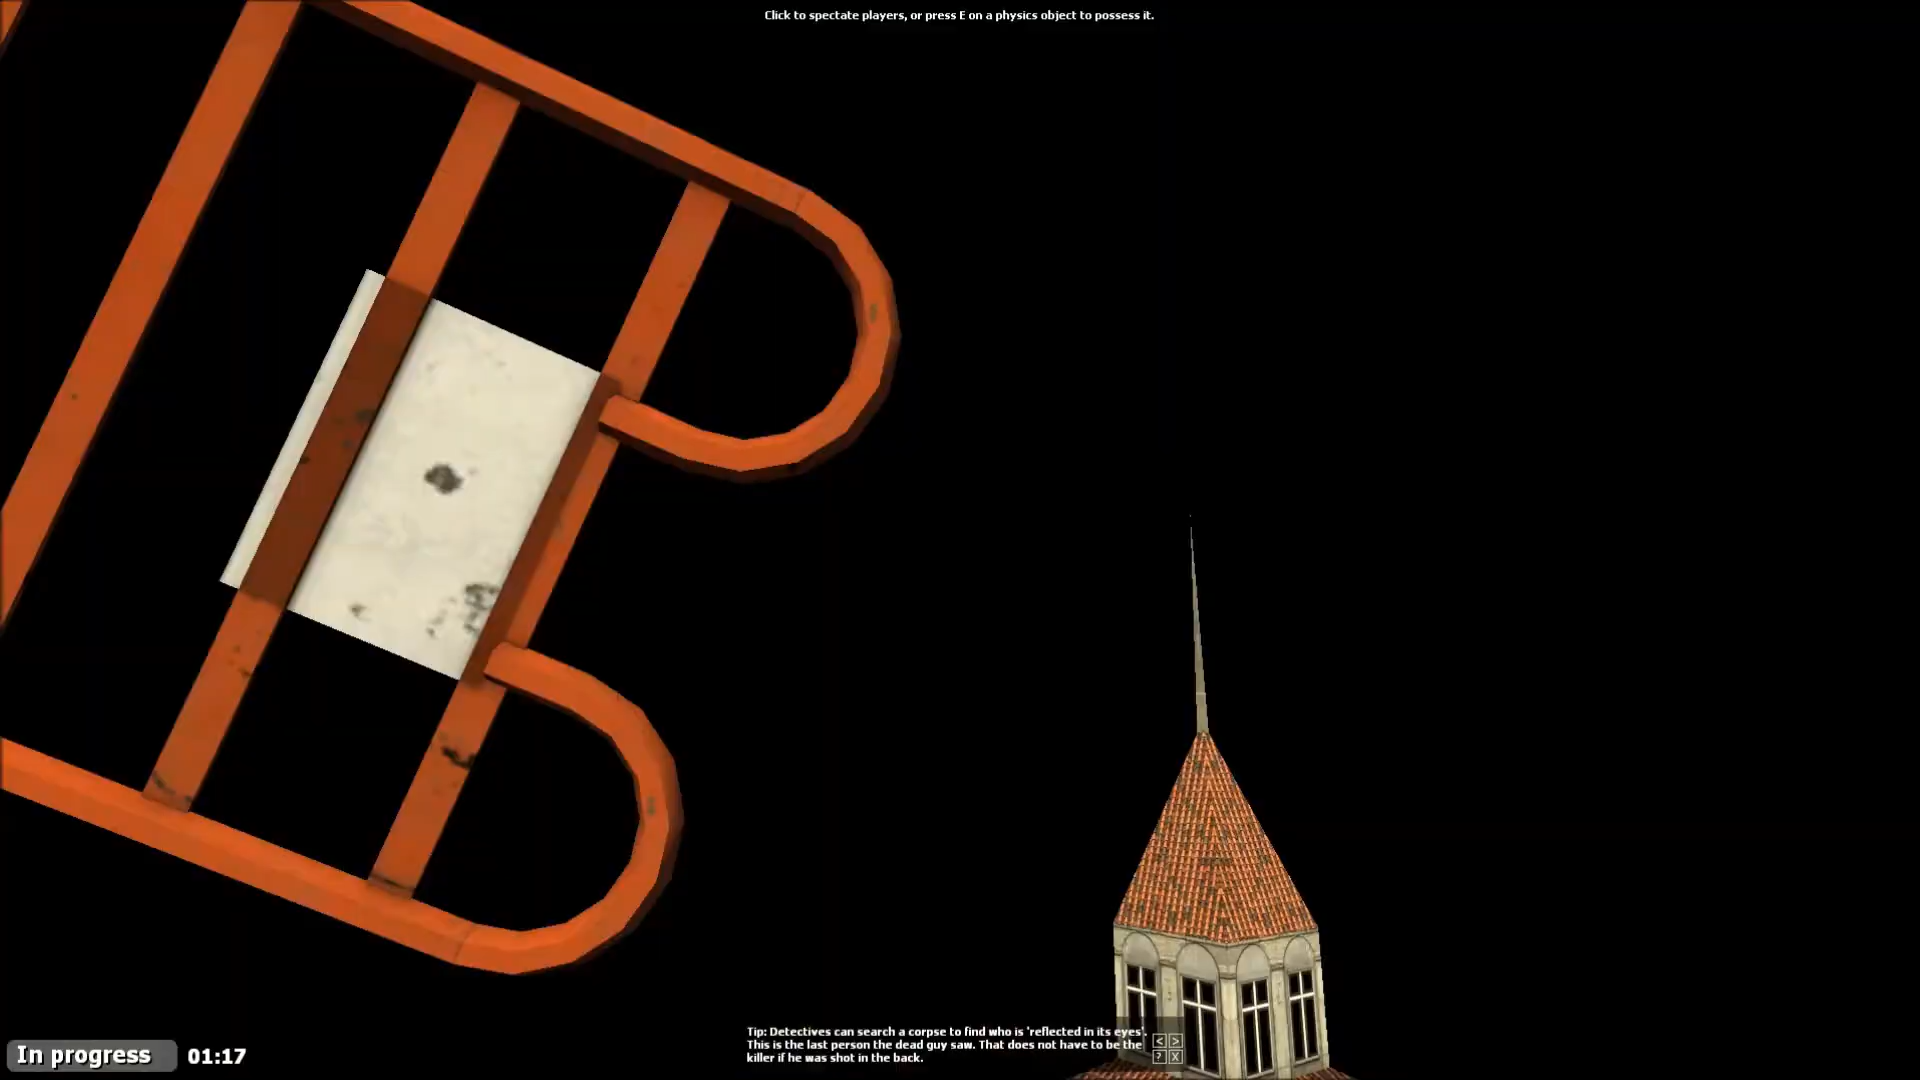 Click to spectate players, or press E on a physics object to possess it.
Tip: Detectives can search a corpse to find who is 'reflected in its eyes'.
This is the last person the dead guy saw. That does not have to be the
killer if he was shot in the back.
< >
? X
In progress 01:17